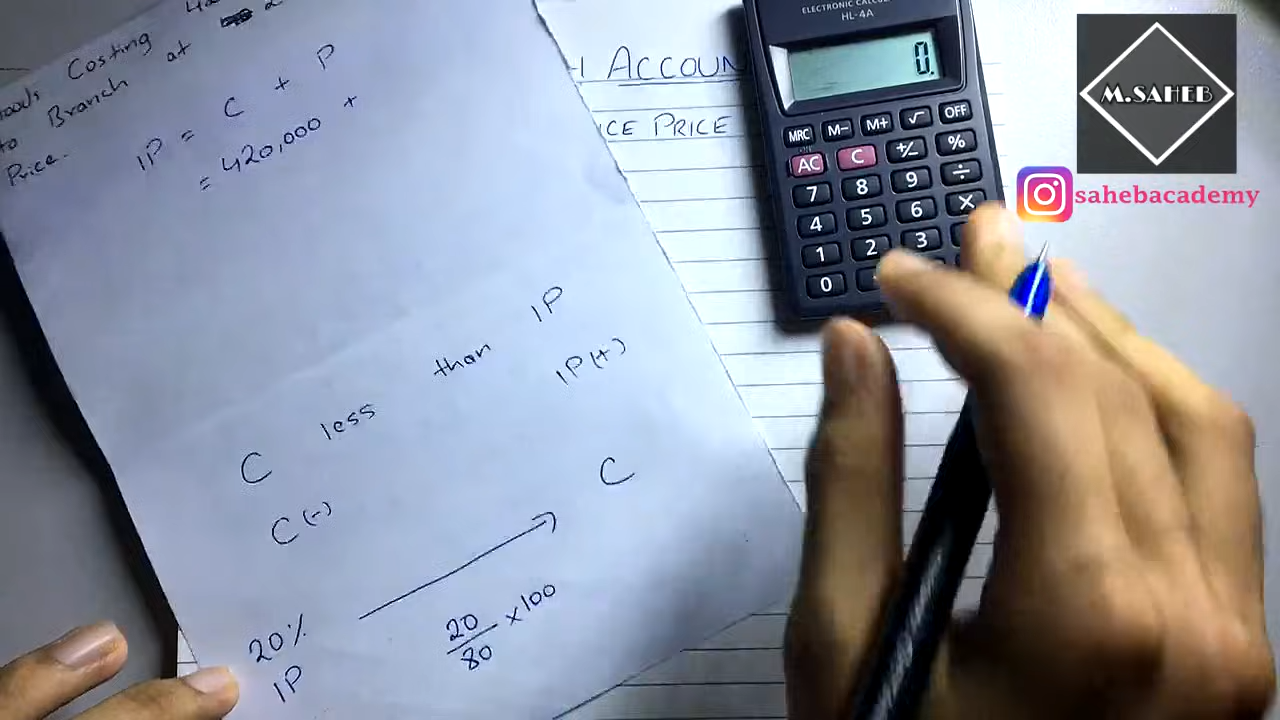 Costing
to Branch at
Price.
IP = C + P
= 420,000 +
C less than IP
C (-) IP (+)
20% IP
C
20/80 x 100
ACCOUN
ICE PRICE
ELECTRONIC CALCU
HL-4A
0.
MRC M- M+ √ OFF
AC C +/- %
7 8 9 ÷
4 5 6 ×
1 2 3
0
M.SAHEB
sahebacademy